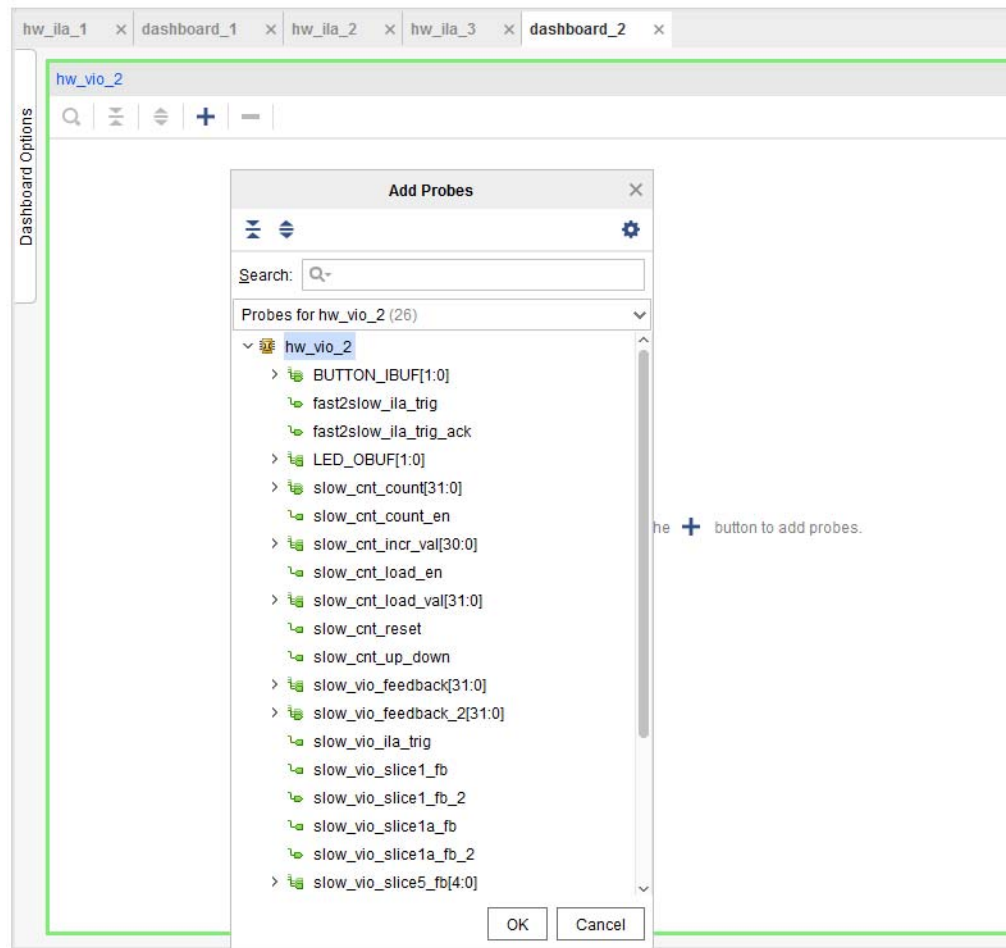 hw_ila_1 dashboard_1 hw_ila_2 hw_ila_3 dashboard_2
Dashboard Options
hw_vio_2
Add Probes
Search:
Probes for hw_vio_2 (26)
hw_vio_2
BUTTON_IBUF[1:0]
fast2slow_ila_trig
fast2slow_ila_trig_ack
LED_OBUF[1:0]
slow_cnt_count[31:0]
slow_cnt_count_en
he button to add probes.
slow_cnt_incr_val[30:0]
slow_cnt_load_en
slow_cnt_load_val[31:0]
slow_cnt_reset
slow_cnt_up_down
slow_vio_feedback[31:0]
slow_vio_feedback_2[31:0]
slow_vio_ila_trig
slow_vio_slice1_fb
slow_vio_slice1_fb_2
slow_vio_slice1a_fb
slow_vio_slice1a_fb_2
slow_vio_slice5_fb[4:0]
OK Cancel